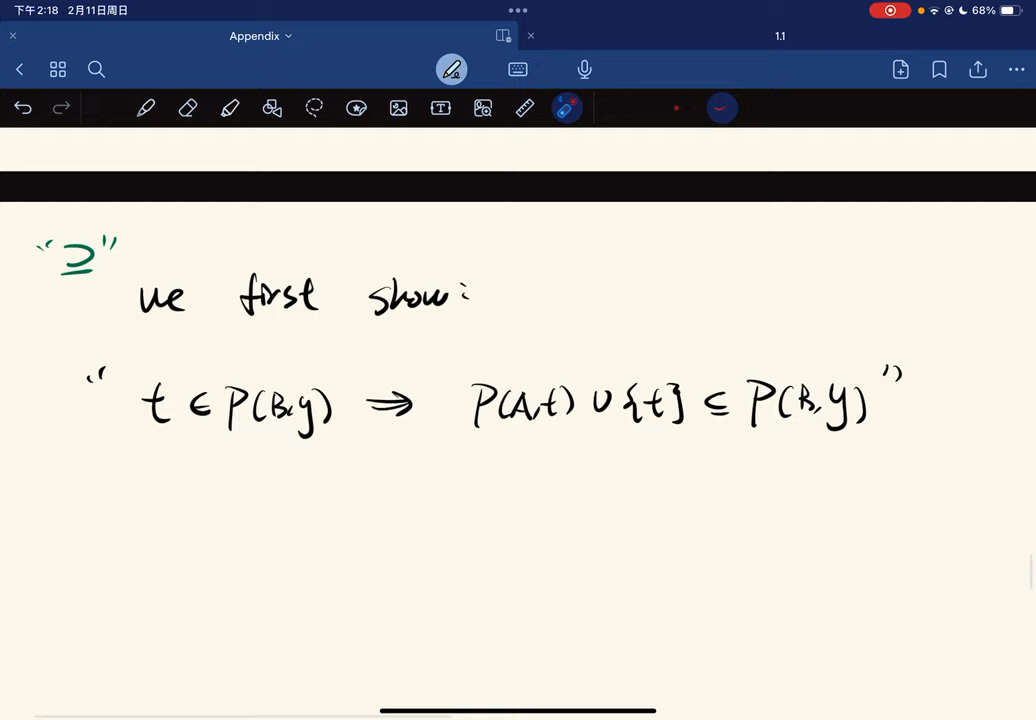 下午2:18 2月11日周日
68%
Appendix
1.1
"⊇"
we first show:
" t ∈ P(B,y) ⇒ P(A,t) ∪ {t} ⊆ P(B,y) "